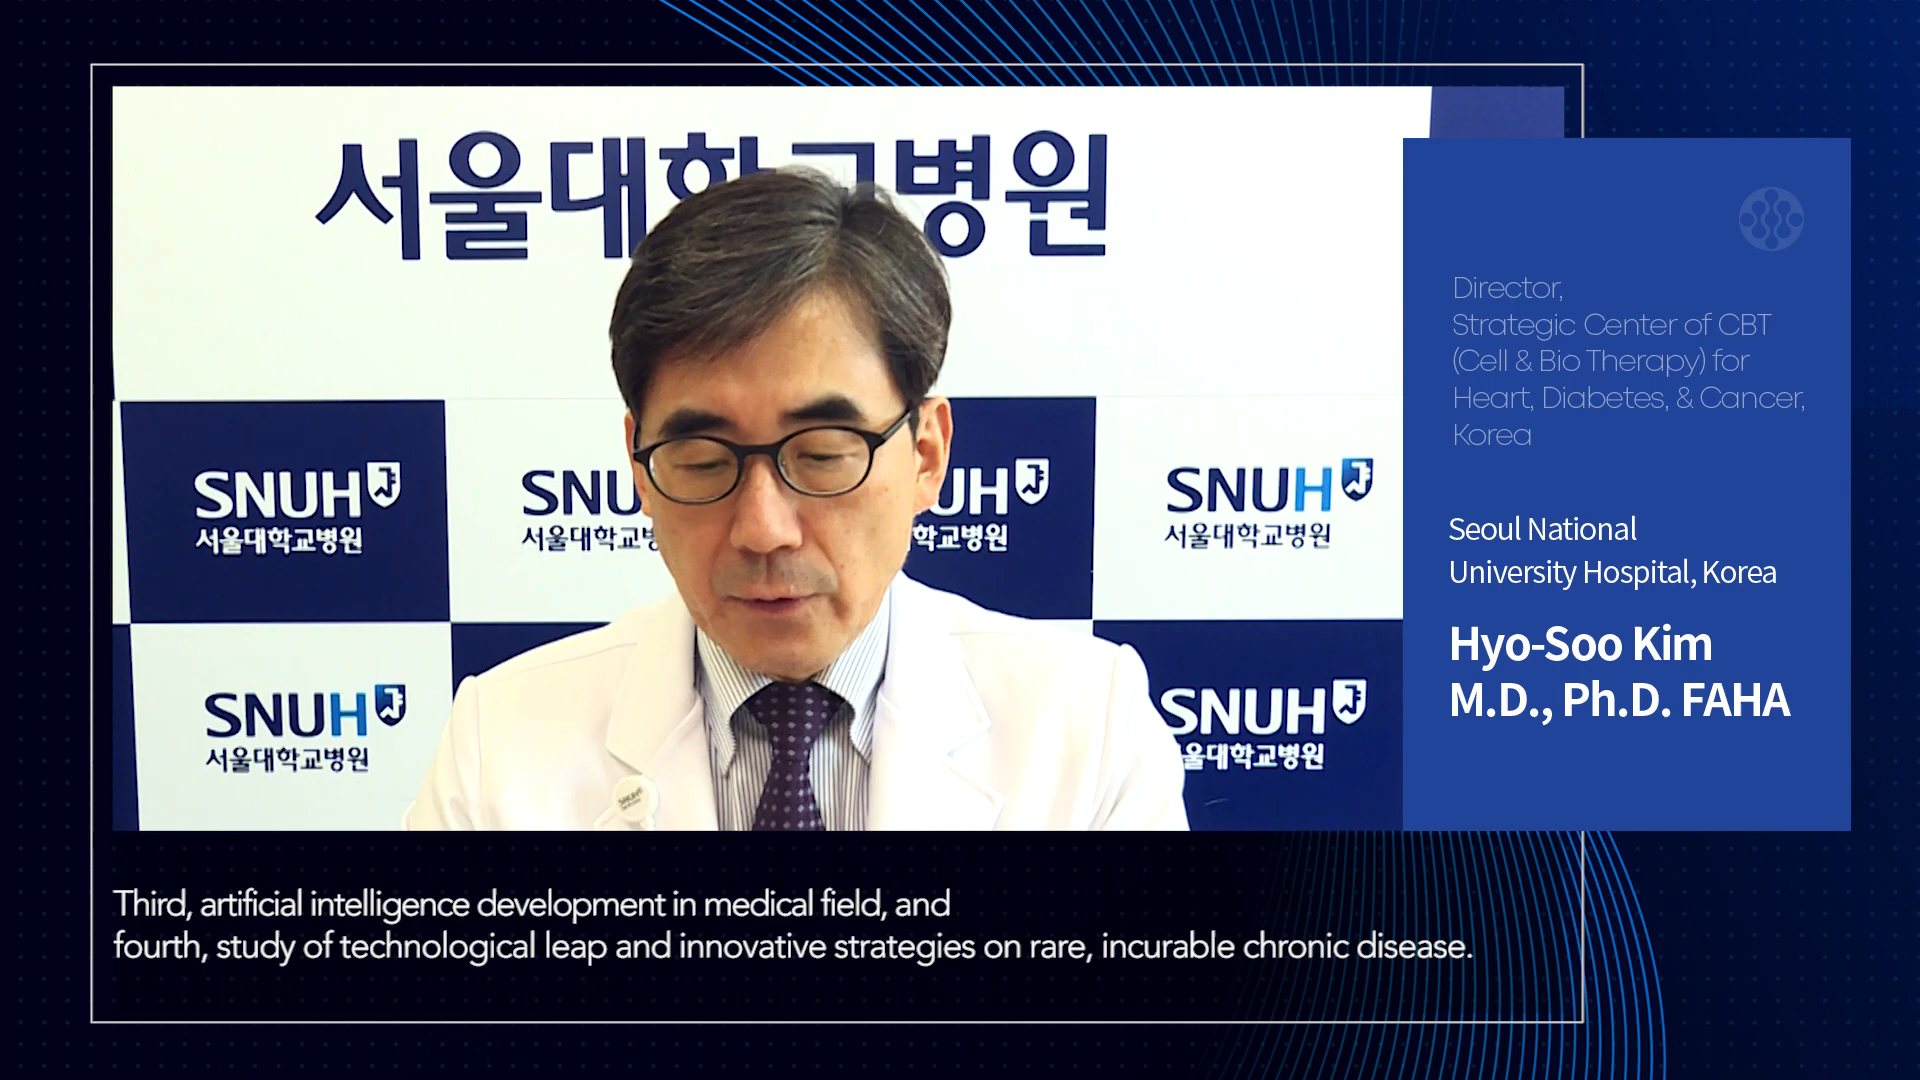 서울대학교병원
SNUH
서울대학교병원
SNU
서울대학교병
UH
학교병원
SNUH
서울대학교병원
SNUH
서울대학교병원
SNUH
울대학교병원
SNUH
Director,
Strategic Center of CBT
(Cell & Bio Therapy) for
Heart, Diabetes, & Cancer,
Korea
Seoul National
University Hospital, Korea
Hyo-Soo Kim
M.D., Ph.D. FAHA
Third, artificial intelligence development in medical field, and
fourth, study of technological leap and innovative strategies on rare, incurable chronic disease.